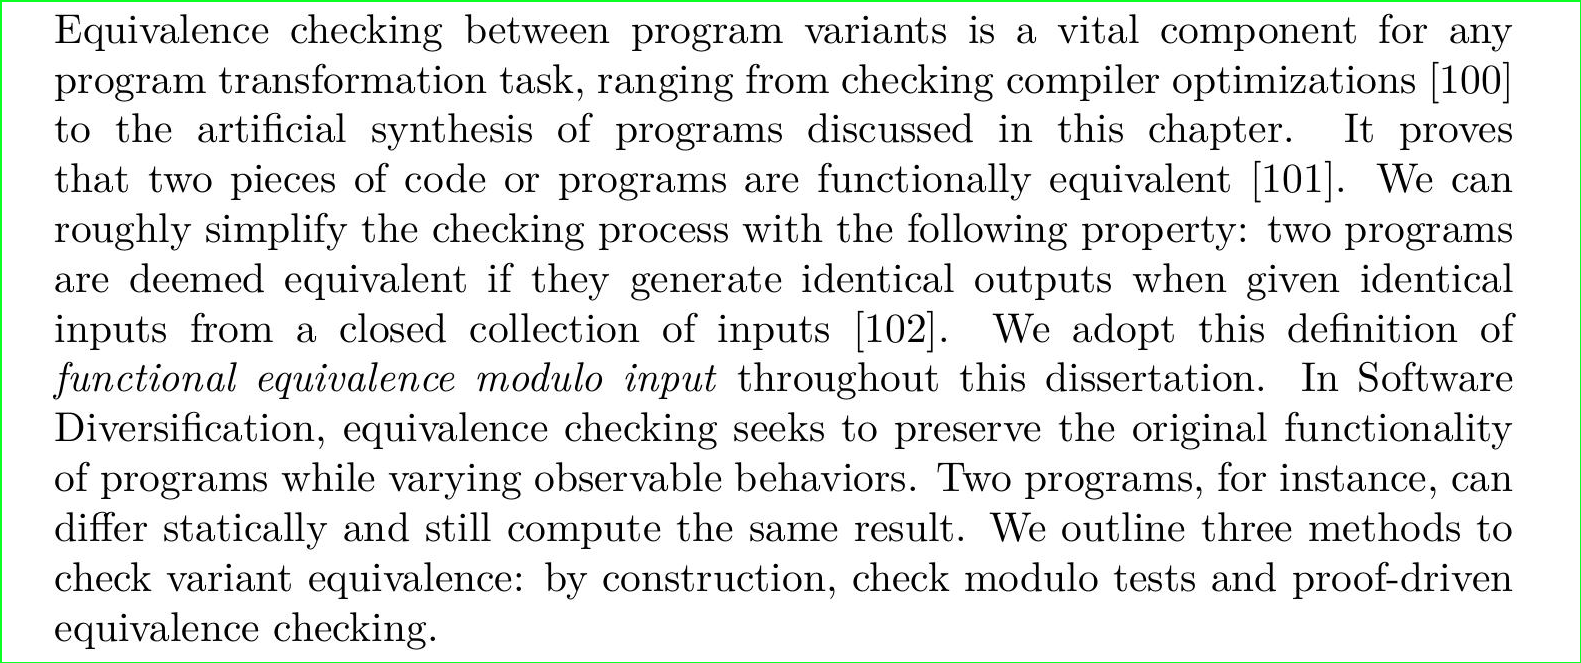 Equivalence checking between program variants is a vital component for any
program transformation task, ranging from checking compiler optimizations [100]
to the artificial synthesis of programs discussed in this chapter. It proves
that two pieces of code or programs are functionally equivalent [101]. We can
roughly simplify the checking process with the following property: two programs
are deemed equivalent if they generate identical outputs when given identical
inputs from a closed collection of inputs [102]. We adopt this definition of
functional equivalence modulo input throughout this dissertation. In Software
Diversification, equivalence checking seeks to preserve the original functionality
of programs while varying observable behaviors. Two programs, for instance, can
differ statically and still compute the same result. We outline three methods to
check variant equivalence: by construction, check modulo tests and proof-driven
equivalence checking.